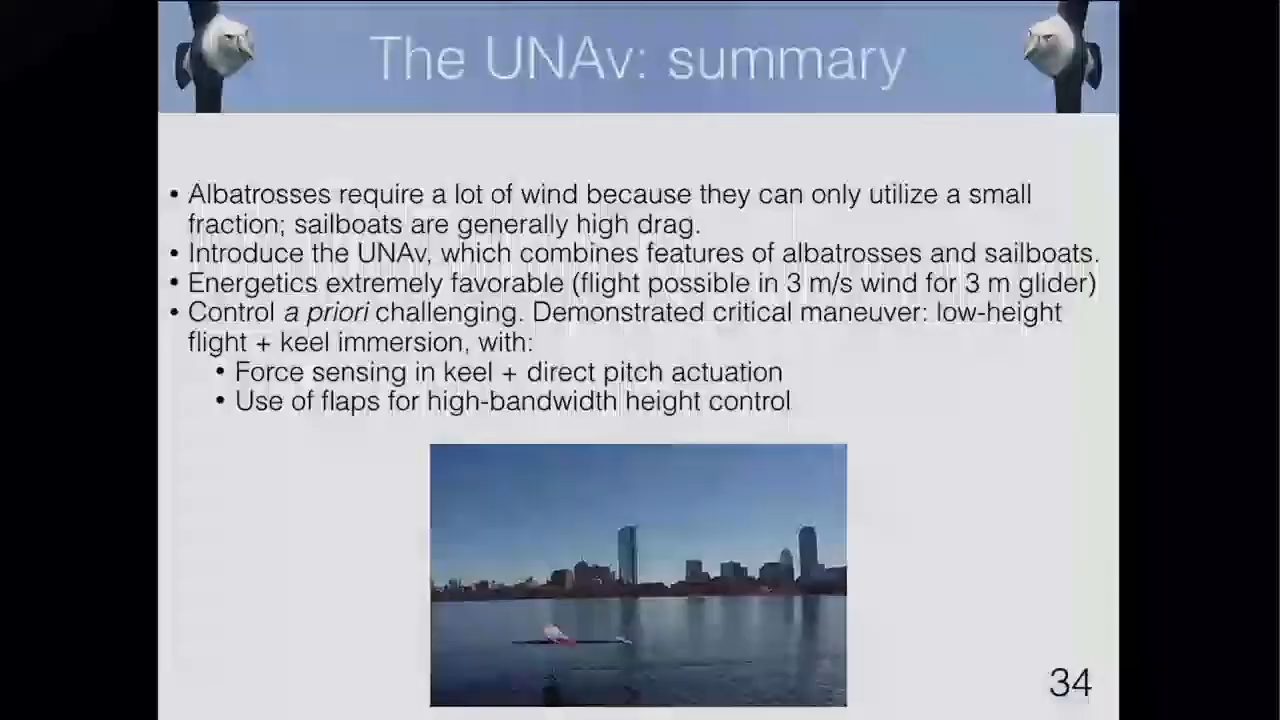 The UNAv: summary
• Albatrosses require a lot of wind because they can only utilize a small
fraction; sailboats are generally high drag.
• Introduce the UNAv, which combines features of albatrosses and sailboats.
• Energetics extremely favorable (flight possible in 3 m/s wind for 3 m glider)
• Control a priori challenging. Demonstrated critical maneuver: low-height
flight + keel immersion, with:
• Force sensing in keel + direct pitch actuation
• Use of flaps for high-bandwidth height control
34